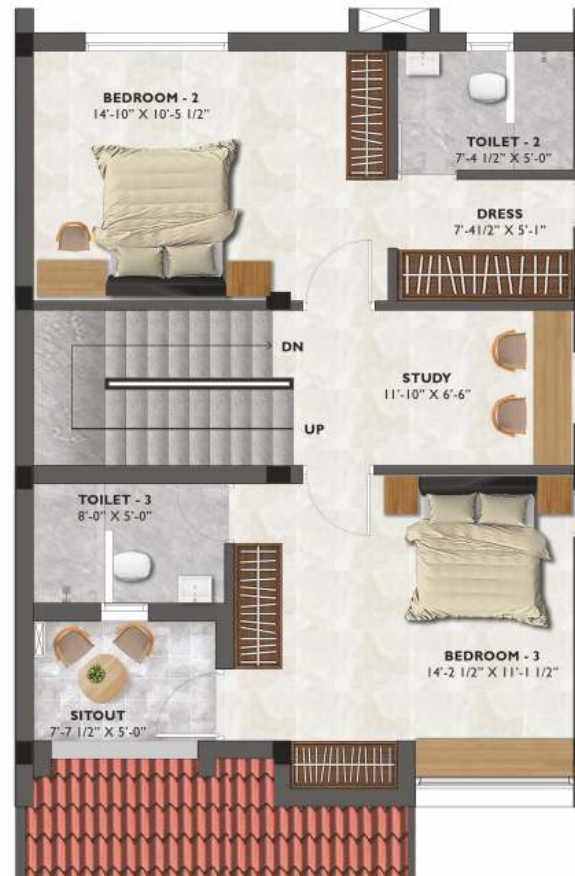 BEDROOM - 2
14'-10" X 10'-5 1/2"
TOILET - 2
7'-4 1/2" X 5'-0"
DRESS
7'-41/2" X 5'-1"
DN
STUDY
11'-10" X 6'-6"
UP
TOILET - 3
8'-0" X 5'-0"
BEDROOM - 3
14'-2 1/2" X 11'-1 1/2"
SITOUT
7'-7 1/2" X 5'-0"